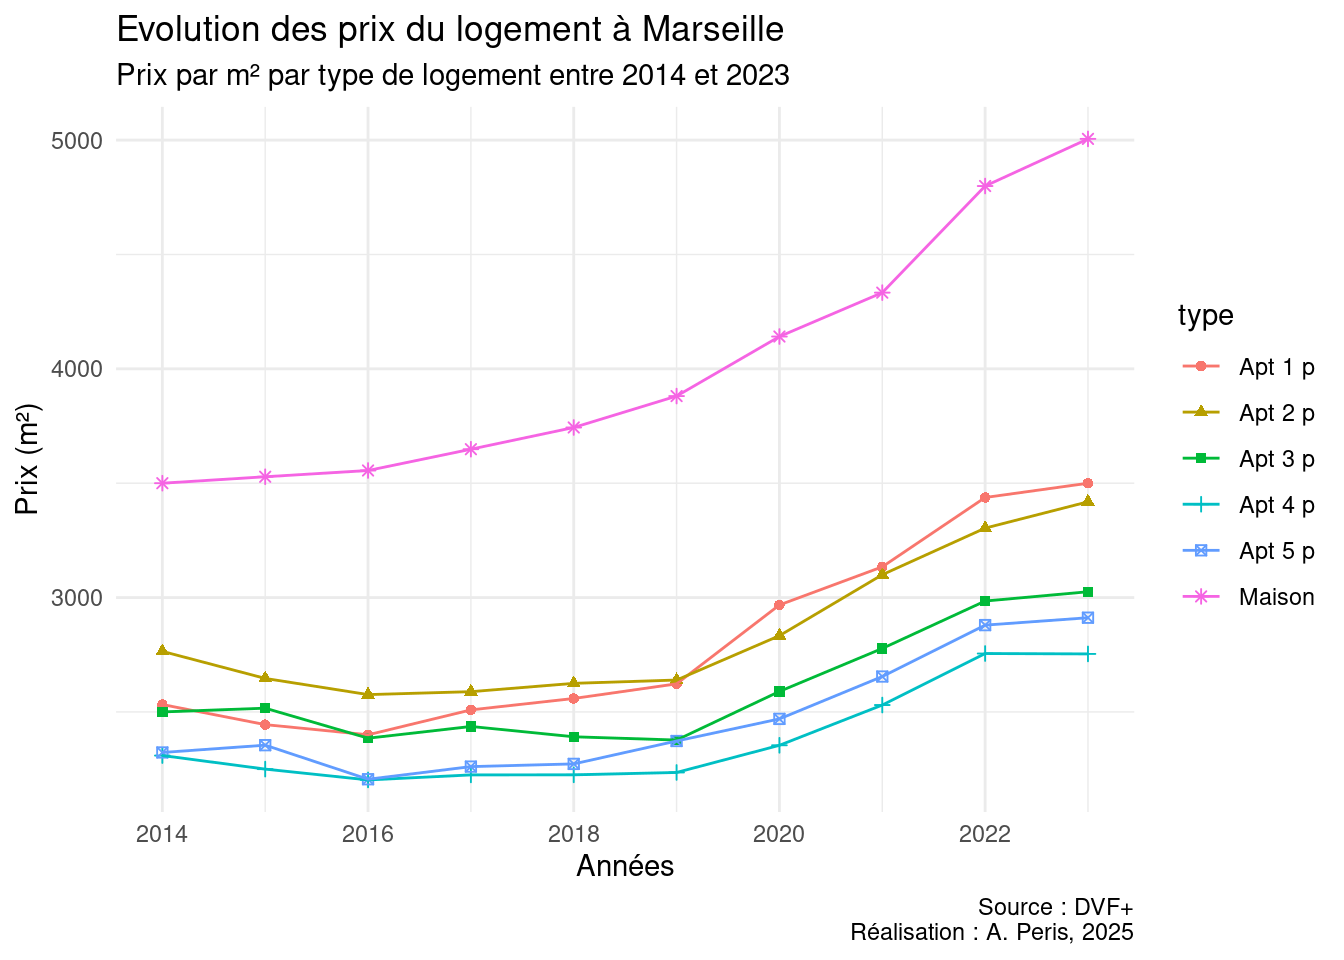 Evolution des prix du logement à Marseille
Prix par m² par type de logement entre 2014 et 2023
5000
4000
3000
Prix (m²)
2014
2016
2018
2020
2022
Années
type
Apt 1 p
Apt 2 p
Apt 3 p
Apt 4 p
Apt 5 p
Maison
Source : DVF+
Réalisation : A. Peris, 2025